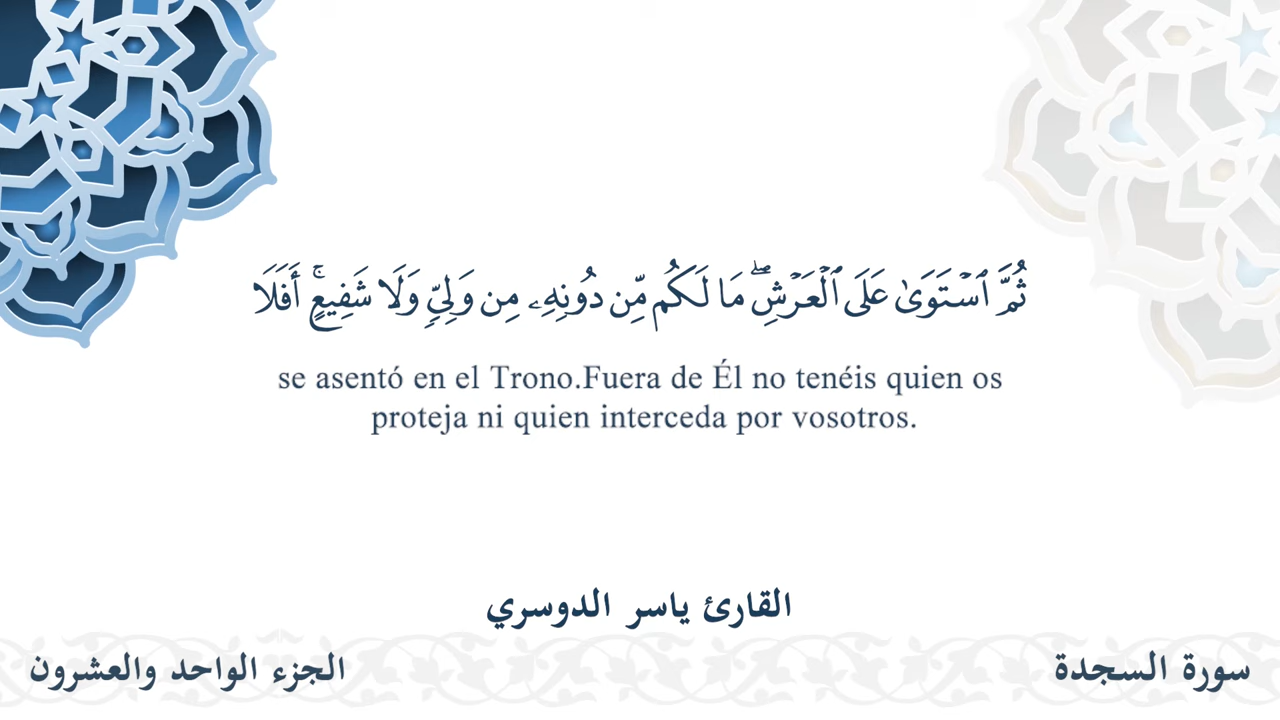 ثُمَّ ٱسۡتَوَىٰ عَلَى ٱلۡعَرۡشِۖ مَا لَكُم مِّن دُونِهِۦ مِن وَلِيّٖ وَلَا شَفِيعٍۚ أَفَلَا
se asentó en el Trono.Fuera de Él no tenéis quien os
proteja ni quien interceda por vosotros.
القارئ ياسر الدوسري
سورة السجدة
الجزء الواحد والعشرون